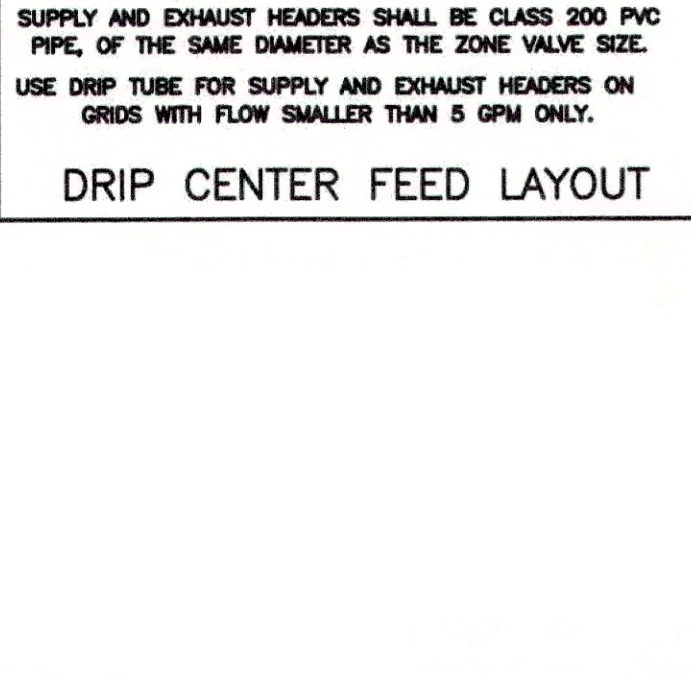 SUPPLY AND EXHAUST HEADERS SHALL BE CLASS 200 PVC
PIPE, OF THE SAME DIAMETER AS THE ZONE VALVE SIZE.
USE DRIP TUBE FOR SUPPLY AND EXHAUST HEADERS ON
GRIDS WITH FLOW SMALLER THAN 5 GPM ONLY.
DRIP CENTER FEED LAYOUT